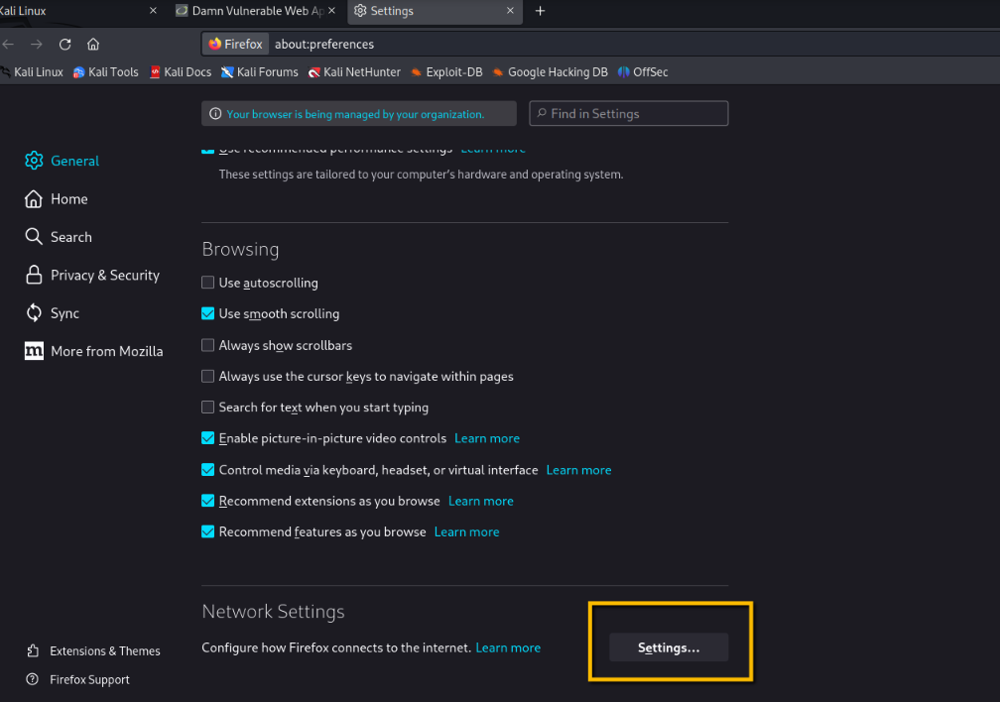 Kali Linux
Damn Vulnerable Web Ap
Settings
Firefox about:preferences
Kali Linux Kali Tools Kali Docs Kali Forums Kali NetHunter Exploit-DB Google Hacking DB OffSec
Your browser is being managed by your organization.
Find in Settings
Use recommended performance settings Learn more
These settings are tailored to your computer's hardware and operating system.
General
Home
Search
Privacy & Security
Sync
m More from Mozilla
Browsing
Use autoscrolling
Use smooth scrolling
Always show scrollbars
Always use the cursor keys to navigate within pages
Search for text when you start typing
Enable picture-in-picture video controls Learn more
Control media via keyboard, headset, or virtual interface Learn more
Recommend extensions as you browse Learn more
Recommend features as you browse Learn more
Network Settings
Configure how Firefox connects to the internet. Learn more
Settings...
Extensions & Themes
Firefox Support